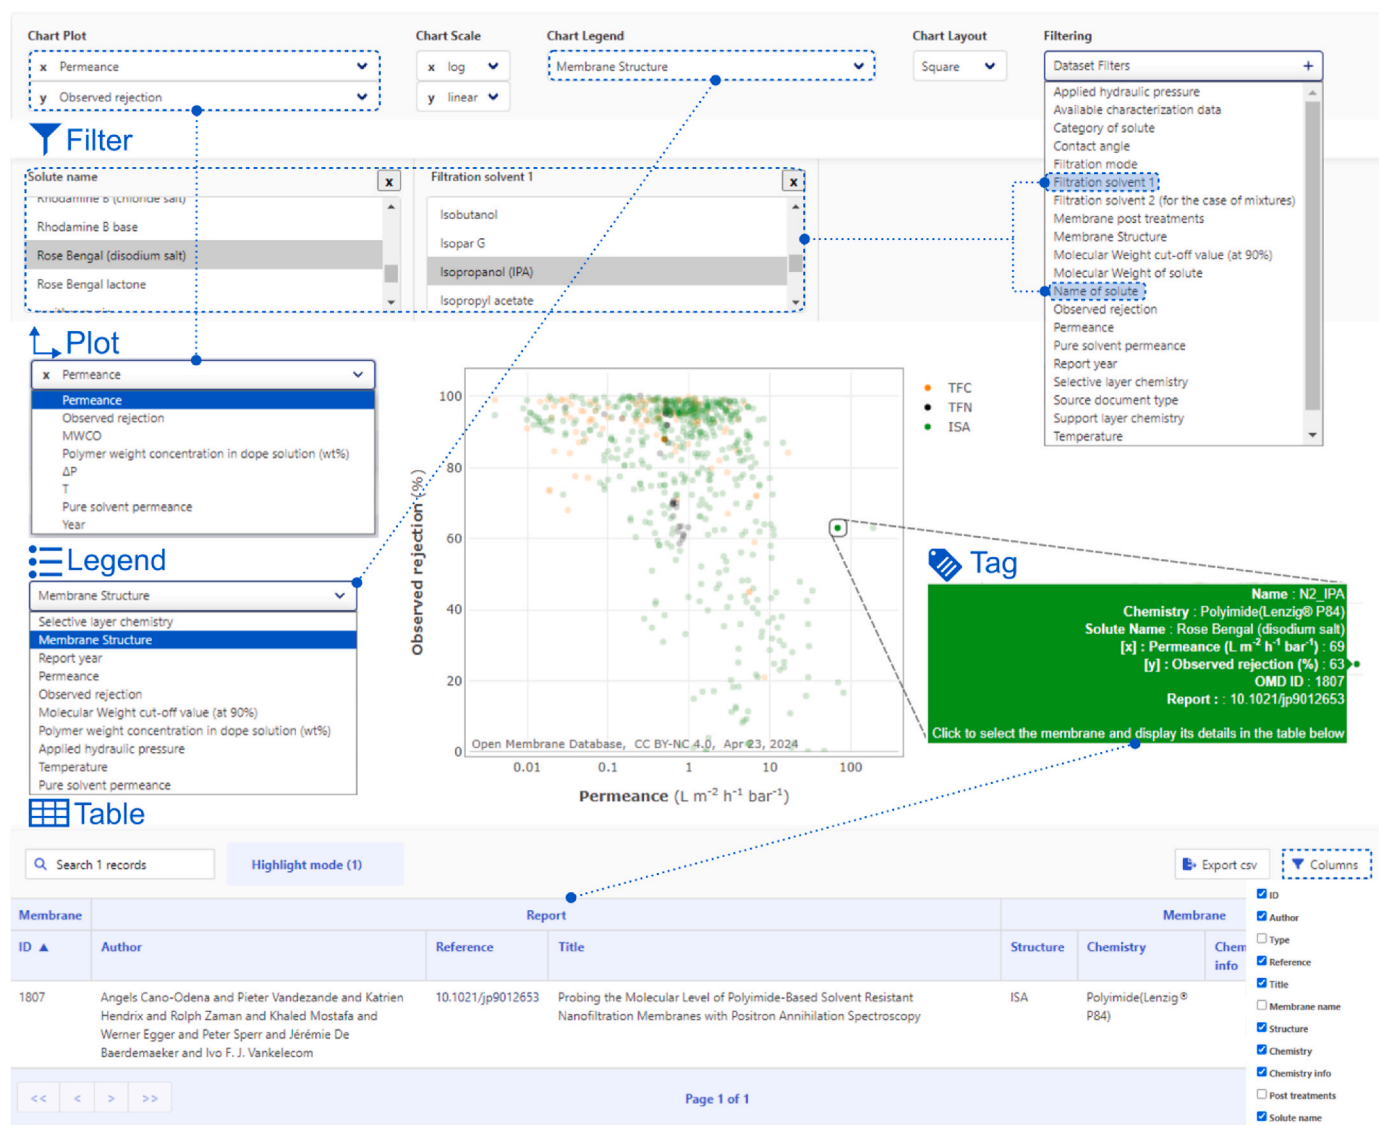 Chart Plot
Chart Scale
Chart Legend
Chart Layout
Filtering
x Permeance
x log
Membrane Structure
Square
Dataset Filters +
y Observed rejection
y linear
Applied hydraulic pressure
Available characterization data
Category of solute
Contact angle
Filtration mode
Filtration solvent 1
Filtration solvent 2 (for the case of mixtures)
Membrane post treatments
Membrane Structure
Molecular Weight cut-off value (at 90%)
Molecular Weight of solute
Name of solute
Observed rejection
Permeance
Pure solvent permeance
Report year
Selective layer chemistry
Source document type
Support layer chemistry
Temperature
Filter
Solute name x
Rhodamine B (chloride salt)
Rhodamine B base
Rose Bengal (disodium salt)
Rose Bengal lactone
Filtration solvent 1 x
Isobutanol
Isopar G
Isopropanol (IPA)
Isopropyl acetate
Plot
x Permeance
Permeance
Observed rejection
MWCO
Polymer weight concentration in dope solution (wt%)
ΔP
T
Pure solvent permeance
Year
Legend
Membrane Structure
Selective layer chemistry
Membrane Structure
Report year
Permeance
Observed rejection
Molecular Weight cut-off value (at 90%)
Polymer weight concentration in dope solution (wt%)
Applied hydraulic pressure
Temperature
Pure solvent permeance
Observed rejection (%)
100
80
60
40
20
0
Open Membrane Database, CC BY-NC 4.0, Apr 23, 2024
0.01 0.1 1 10 100
Permeance (L m⁻² h⁻¹ bar⁻¹)
TFC
TFN
ISA
Tag
Name : N2_IPA
Chemistry : Polyimide(Lenzig® P84)
Solute Name : Rose Bengal (disodium salt)
[x] : Permeance (L m⁻² h⁻¹ bar⁻¹) : 69
[y] : Observed rejection (%) : 63
OMD ID : 1807
Report : : 10.1021/jp9012653
Click to select the membrane and display its details in the table below
Table
Search 1 records
Highlight mode (1)
Export csv
Columns
Membrane
Report
Membrane
ID ▲
Author
Reference
Title
Structure
Chemistry
Chem
info
1807
Angels Cano-Odena and Pieter Vandezande and Katrien
Hendrix and Rolph Zaman and Khaled Mostafa and
Werner Egger and Peter Sperr and Jérémie De
Baerdemaeker and Ivo F. J. Vankelecom
10.1021/jp9012653
Probing the Molecular Level of Polyimide-Based Solvent Resistant
Nanofiltration Membranes with Positron Annihilation Spectroscopy
ISA
Polyimide(Lenzig®
P84)
ID
Author
Type
Reference
Title
Membrane name
Structure
Chemistry
Chemistry info
Post treatments
Solute name
<< < > >>
Page 1 of 1